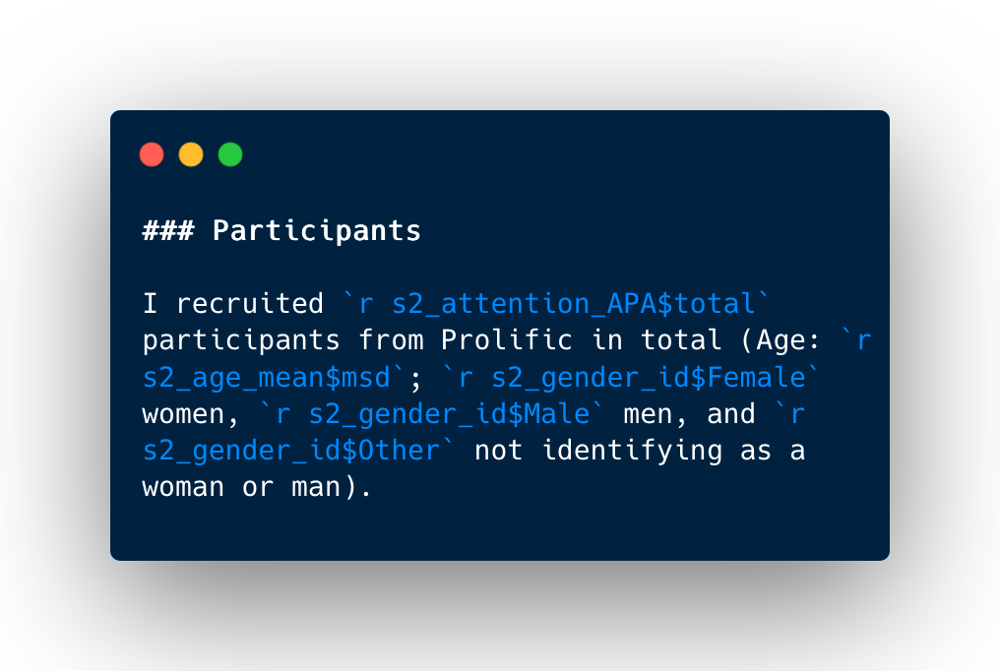 ### Participants
I recruited `r s2_attention_APA$total`
participants from Prolific in total (Age: `r
s2_age_mean$msd`; `r s2_gender_id$Female`
women, `r s2_gender_id$Male` men, and `r
s2_gender_id$Other` not identifying as a
woman or man).